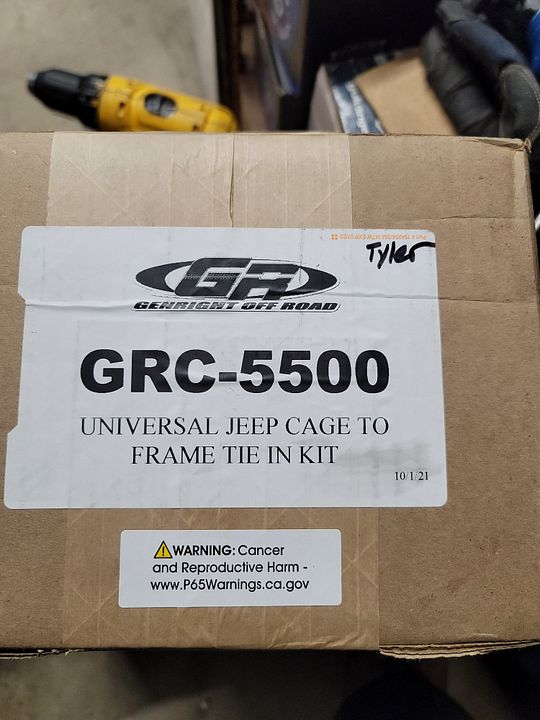 Tyler
GR
GENRIGHT OFF ROAD
GRC-5500
UNIVERSAL JEEP CAGE TO
FRAME TIE IN KIT
10/1/21
WARNING: Cancer
and Reproductive Harm -
www.P65Warnings.ca.gov